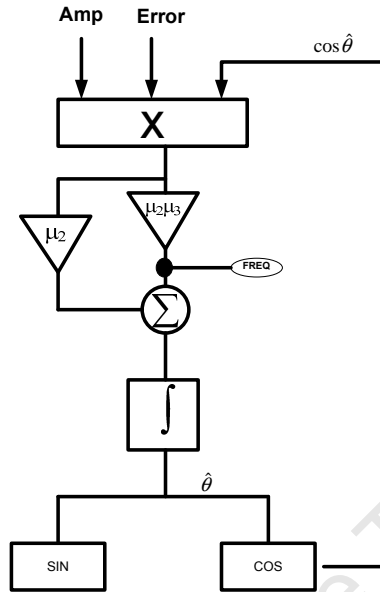 Amp Error
cos θ̂
X
μ₂ μ₂μ₃
FREQ
Σ
∫
θ̂
SIN COS